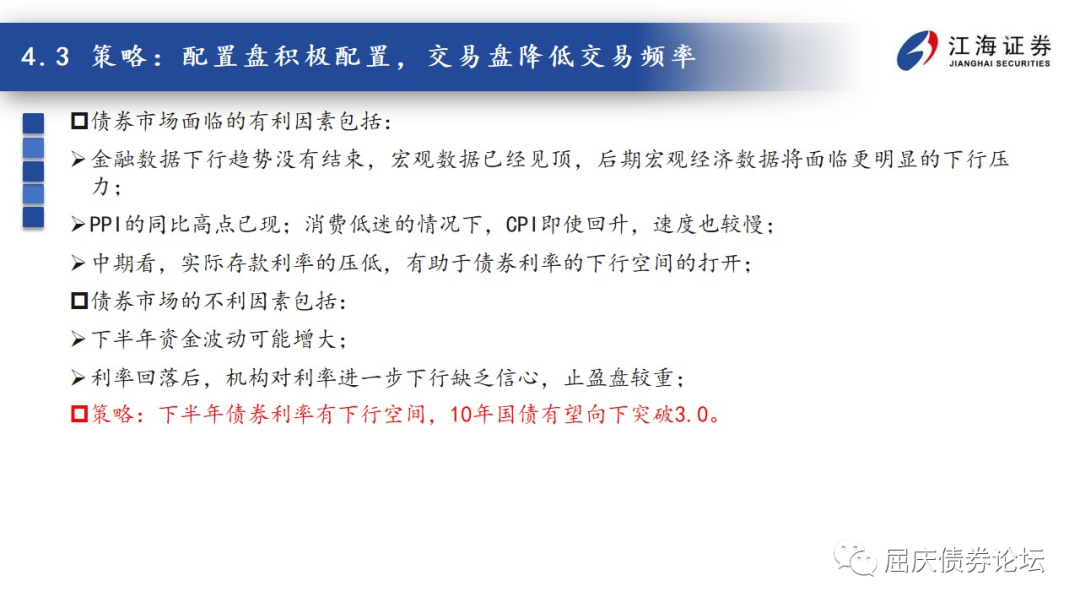 4.3 策略：配置盘积极配置，交易盘降低交易频率
江海证券
JIANGHAI SECURITIES
债券市场面临的有利因素包括：
金融数据下行趋势没有结束，宏观数据已经见顶，后期宏观经济数据将面临更明显的下行压
力；
PPI的同比高点已现；消费低迷的情况下，CPI即使回升，速度也较慢；
中期看，实际存款利率的压低，有助于债券利率的下行空间的打开；
债券市场的不利因素包括：
下半年资金波动可能增大；
利率回落后，机构对利率进一步下行缺乏信心，止盈盘较重；
策略：下半年债券利率有下行空间，10年国债有望向下突破3.0。
屈庆债券论坛